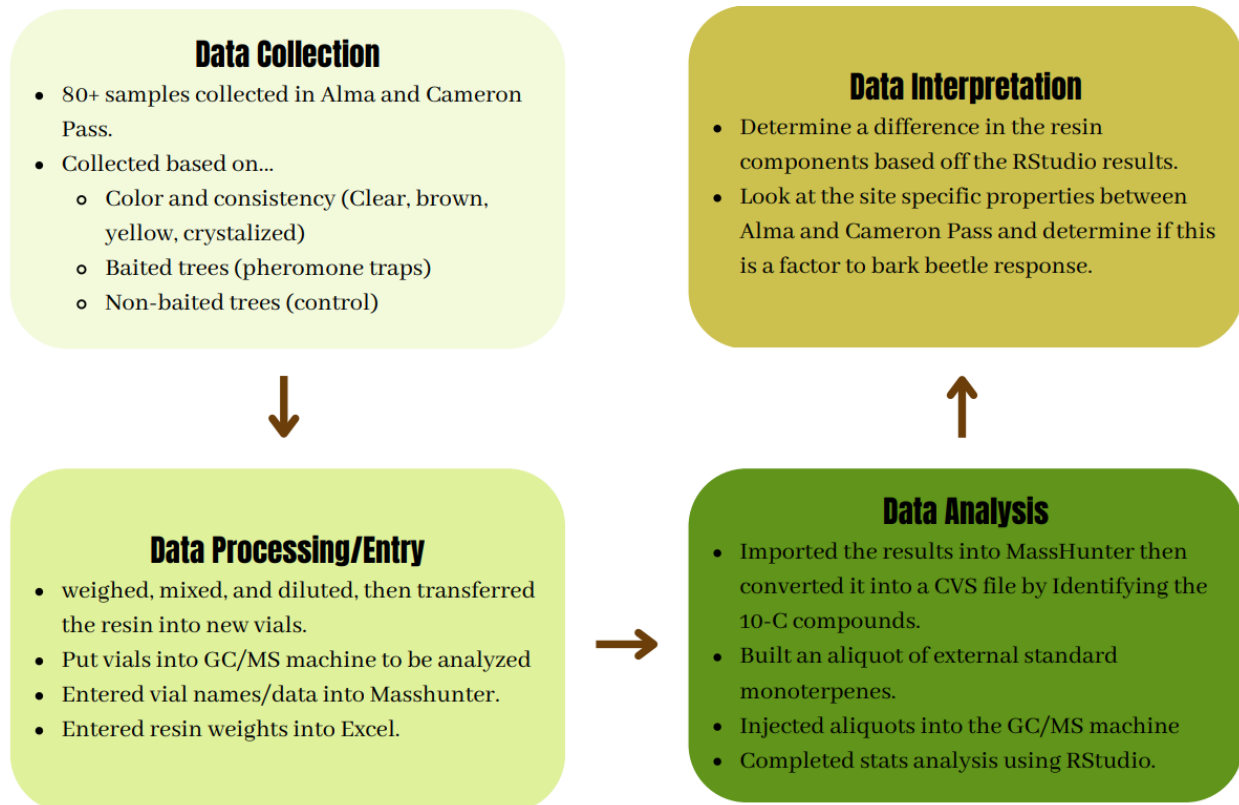 Data Collection
• 80+ samples collected in Alma and Cameron
Pass.
• Collected based on...
◦ Color and consistency (Clear, brown,
yellow, crystalized)
◦ Baited trees (pheromone traps)
◦ Non-baited trees (control)
Data Processing/Entry
• weighed, mixed, and diluted, then transferred
the resin into new vials.
• Put vials into GC/MS machine to be analyzed
• Entered vial names/data into Masshunter.
• Entered resin weights into Excel.
Data Analysis
• Imported the results into MassHunter then
converted it into a CVS file by Identifying the
10-C compounds.
• Built an aliquot of external standard
monoterpenes.
• Injected aliquots into the GC/MS machine
• Completed stats analysis using RStudio.
Data Interpretation
• Determine a difference in the resin
components based off the RStudio results.
• Look at the site specific properties between
Alma and Cameron Pass and determine if this
is a factor to bark beetle response.